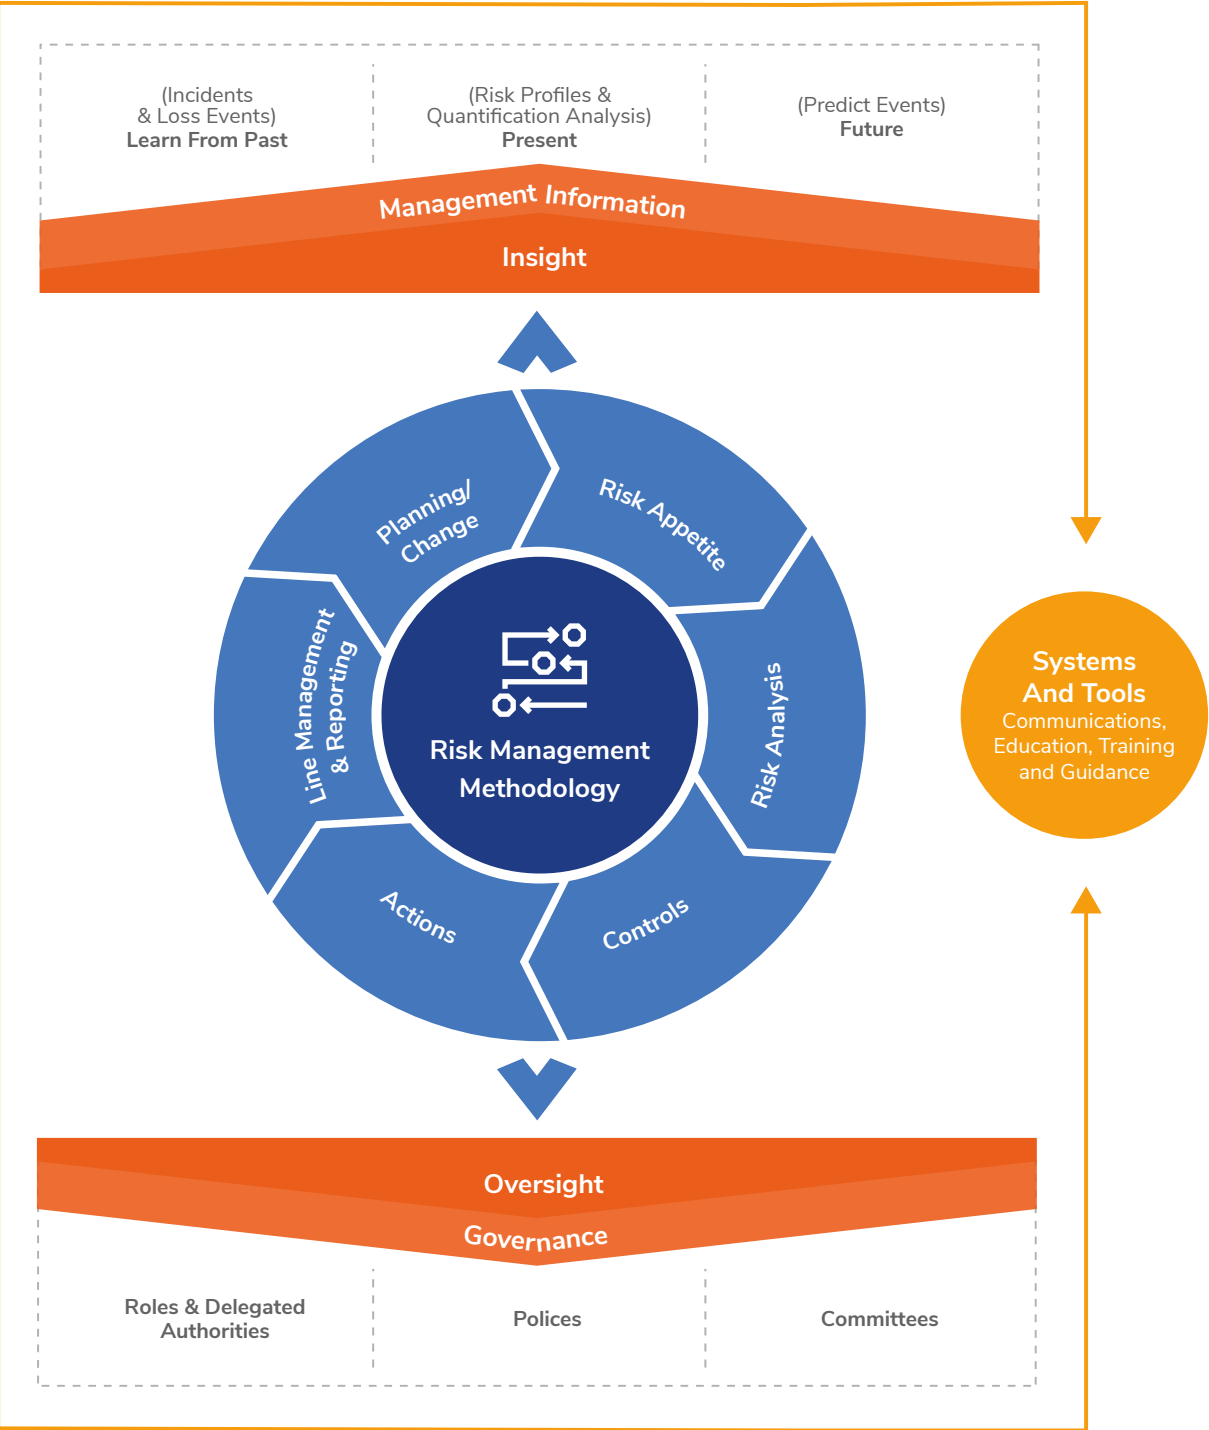 (Incidents
& Loss Events)
Learn From Past
(Risk Profiles &
Quantification Analysis)
Present
(Predict Events)
Future
Management Information
Insight
Planning/
Change
Risk Appetite
Line Management
& Reporting
Risk Analysis
Risk Management
Methodology
Actions
Controls
Systems
And Tools
Communications,
Education, Training
and Guidance
Oversight
Governance
Roles & Delegated
Authorities
Polices
Committees